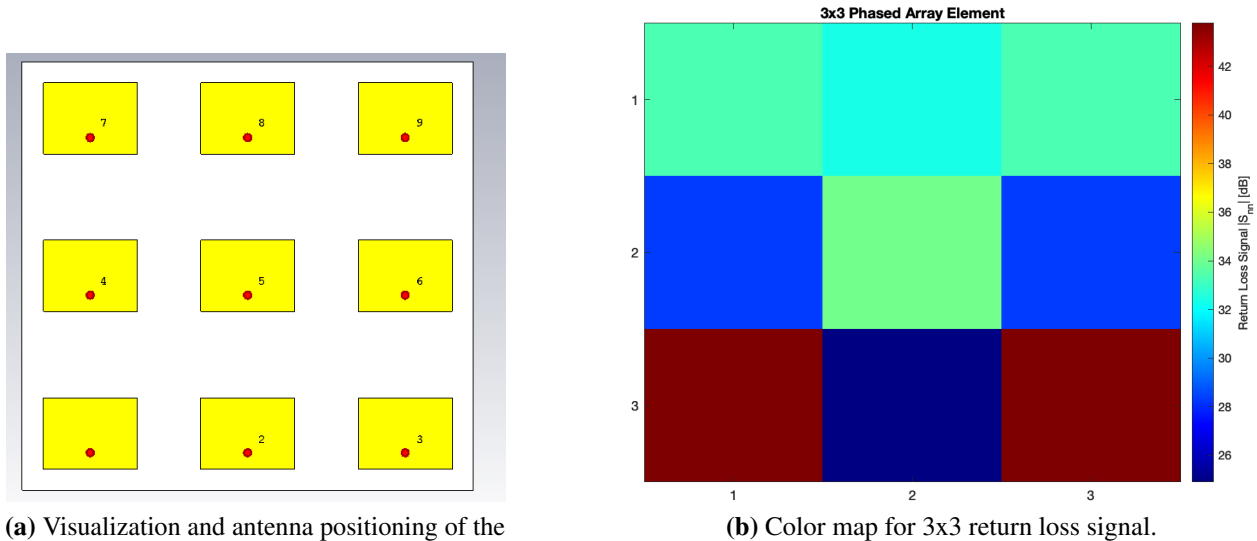 7 8 9
4 5 6
2 3
(a) Visualization and antenna positioning of the
3x3 Phased Array Element
1
2
3
1 2 3
42
40
38
36
34
32
30
28
26
Return Loss Signal |S_nn| [dB]
(b) Color map for 3x3 return loss signal.